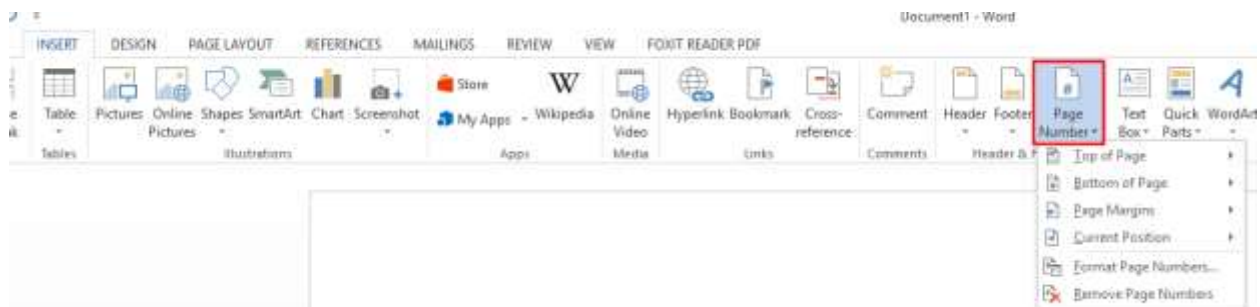 Document1 - Word
INSERT DESIGN PAGE LAYOUT REFERENCES MAILINGS REVIEW VIEW FOXIT READER PDF
Table Pictures Online Pictures Shapes SmartArt Chart Screenshot Store My Apps Wikipedia Online Video Hyperlink Bookmark Cross-reference Comment Header Footer Page Number Text Box Quick Parts WordArt
Tables Illustrations Apps Media Links Comments Header &
Top of Page
Bottom of Page
Page Margins
Current Position
Format Page Numbers...
Remove Page Numbers